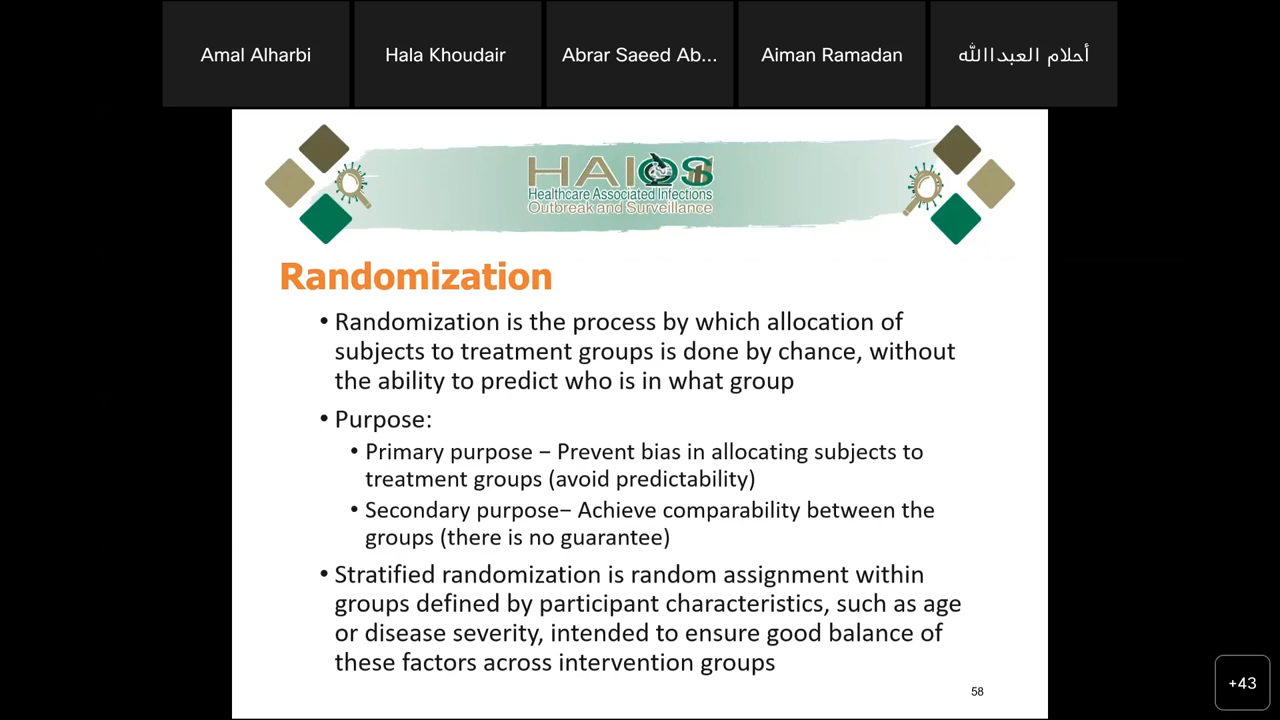 Amal Alharbi
Hala Khoudair
Abrar Saeed Ab...
Aiman Ramadan
أحلام العبداالله
HAIOS
Healthcare Associated Infections
Outbreak and Surveillance
Randomization
• Randomization is the process by which allocation of
subjects to treatment groups is done by chance, without
the ability to predict who is in what group
• Purpose:
• Primary purpose – Prevent bias in allocating subjects to
treatment groups (avoid predictability)
• Secondary purpose– Achieve comparability between the
groups (there is no guarantee)
• Stratified randomization is random assignment within
groups defined by participant characteristics, such as age
or disease severity, intended to ensure good balance of
these factors across intervention groups
58
+43